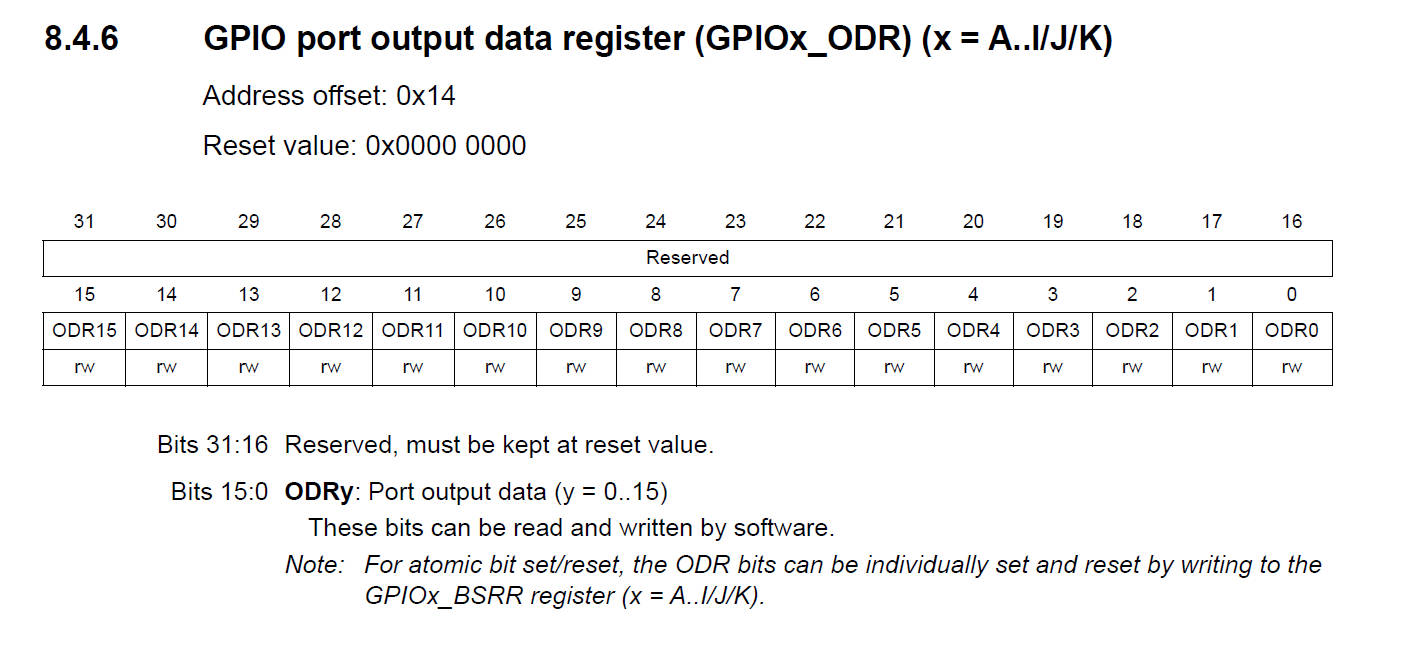 8.4.6 GPIO port output data register (GPIOx_ODR) (x = A..I/J/K)
Address offset: 0x14
Reset value: 0x0000 0000
31 30 29 28 27 26 25 24 23 22 21 20 19 18 17 16
Reserved
15 14 13 12 11 10 9 8 7 6 5 4 3 2 1 0
ODR15 ODR14 ODR13 ODR12 ODR11 ODR10 ODR9 ODR8 ODR7 ODR6 ODR5 ODR4 ODR3 ODR2 ODR1 ODR0
rw rw rw rw rw rw rw rw rw rw rw rw rw rw rw rw
Bits 31:16 Reserved, must be kept at reset value.
Bits 15:0 ODRy: Port output data (y = 0..15)
These bits can be read and written by software.
Note: For atomic bit set/reset, the ODR bits can be individually set and reset by writing to the
GPIOx_BSRR register (x = A..I/J/K).